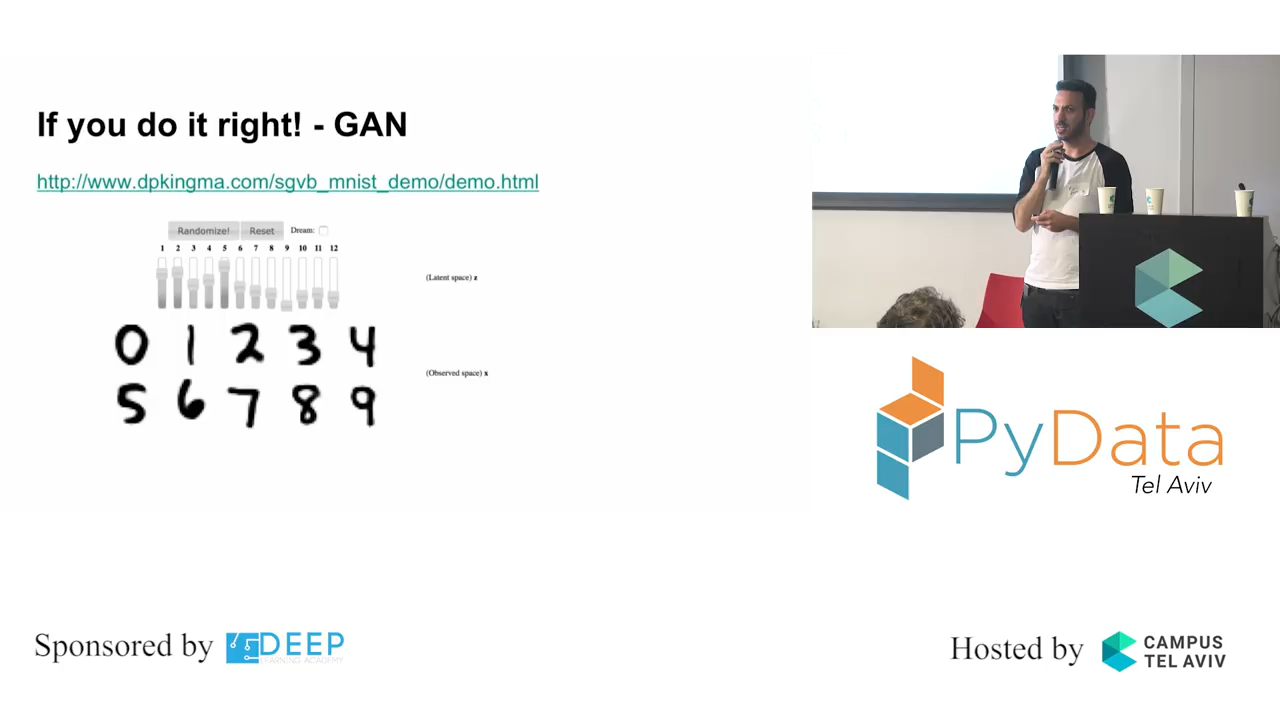 If you do it right! - GAN
http://www.dpkingma.com/sgvb_mnist_demo/demo.html
Randomize! Reset Dream:
1 2 3 4 5 6 7 8 9 10 11 12
(Latent space) z
0 1 2 3 4
(Observed space) x
5 6 7 8 9
PyData
Tel Aviv
Sponsored by DEEP
LEARNING ACADEMY
Hosted by CAMPUS
TEL AVIV